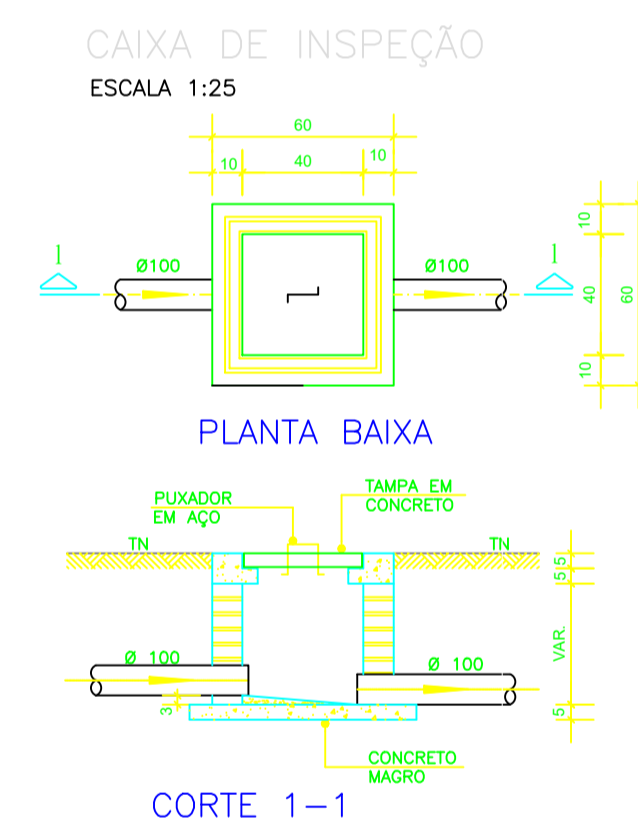 CAIXA DE INSPEÇÃO
ESCALA 1:25
60
10 40 10
1 Ø100 Ø100 1
10
40 60
10
PLANTA BAIXA
PUXADOR
EM AÇO
TAMPA EM
CONCRETO
TN TN
5
5
VAR.
Ø 100 Ø 100
3
5
CONCRETO
MAGRO
CORTE 1-1